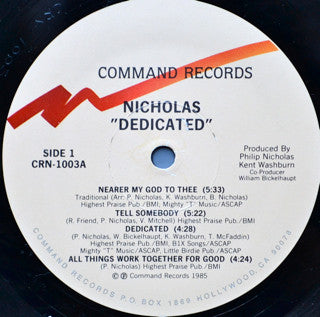 COMMAND RECORDS
NICHOLAS
"DEDICATED"
SIDE 1
CRN-1003A
Produced By
Philip Nicholas
Kent Washburn
Co-Producer
William Bickelhaupt
NEARER MY GOD TO THEE (5:33)
Traditional (Arr: P. Nicholas, K. Washburn, B. Nicholas)
Highest Praise Pub./BMI, Mighty "T" Music/ASCAP
TELL SOMEBODY (5:22)
(R. Friend, P. Nicholas, V. Mitchell) Highest Praise Pub/BMI
DEDICATED (4:28)
(P. Nicholas, W. Bickelhaupt, K. Washburn, T. McFaddin)
Highest Praise Pub./BMI, B1X Songs/ASCAP
Mighty "T" Music/ASCAP, Little Birdie Music/ASCAP
ALL THINGS WORK TOGETHER FOR GOOD (4:24)
(P. Nicholas) Highest Praise Pub./BMI
© ℗ Command Records 1985
COMMAND RECORDS P.O. BOX 1869 HOLLYWOOD, CA. 90078